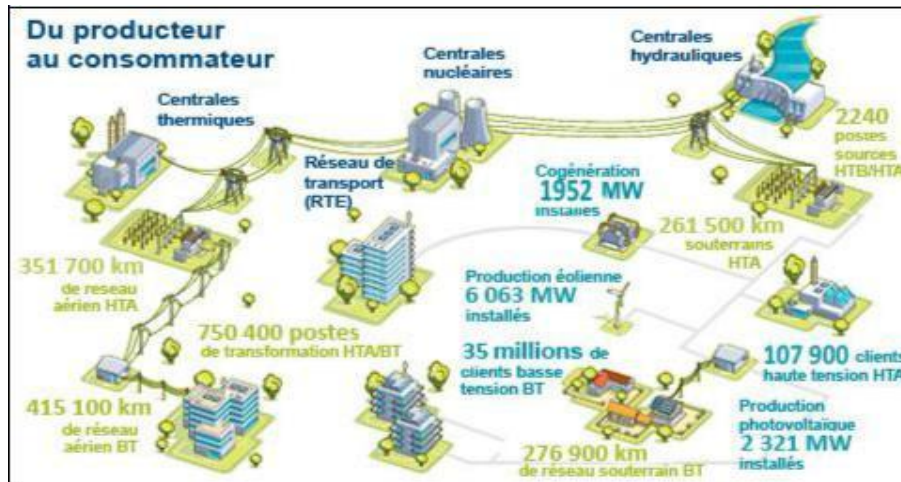 Du producteur
au consommateur
Centrales
thermiques
Centrales
nucléaires
Centrales
hydrauliques
2240
postes
sources
HTB/HTA
Réseau de
transport
(RTE)
Cogénération
1952 MW
installés
261 500 km
souterrains
HTA
351 700 km
de reseau
aérien HTA
Production éolienne
6 063 MW
installés
750 400 postes
de transformation HTA/BT
35 millions de
clients basse
tension BT
107 900 clients
haute tension HTA
415 100 km
de réseau
aérien BT
Production
photovoltaïque
2 321 MW
installés
276 900 km
de réseau souterrain BT